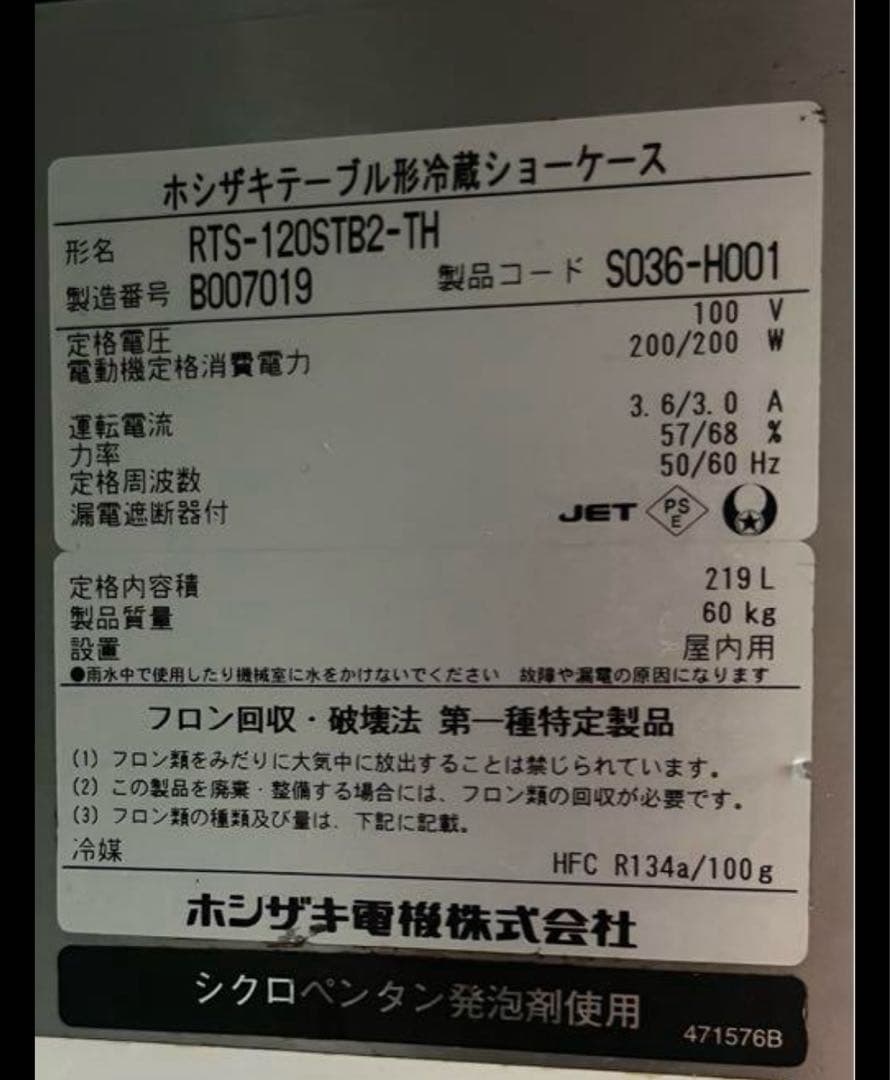 ホシザキテーブル形冷蔵ショーケース
形名 RTS-120STB2-TH
製造番号 B007019 製品コード S036-H001
定格電圧 100 V
電動機定格消費電力 200/200 W
運転電流 3.6/3.0 A
力率 57/68 %
定格周波数 50/60 Hz
漏電遮断器付 JET PS E
定格内容積 219 L
製品質量 60 kg
設置 屋内用
●雨水中で使用したり機械室に水をかけないでください 故障や漏電の原因になります
フロン回収・破壊法 第一種特定製品
(1) フロン類をみだりに大気中に放出することは禁じられています。
(2) この製品を廃棄・整備する場合には、フロン類の回収が必要です。
(3) フロン類の種類及び量は、下記に記載。
冷媒 HFC R134a/100g
ホシザキ電機株式会社
シクロペンタン発泡剤使用
471576B